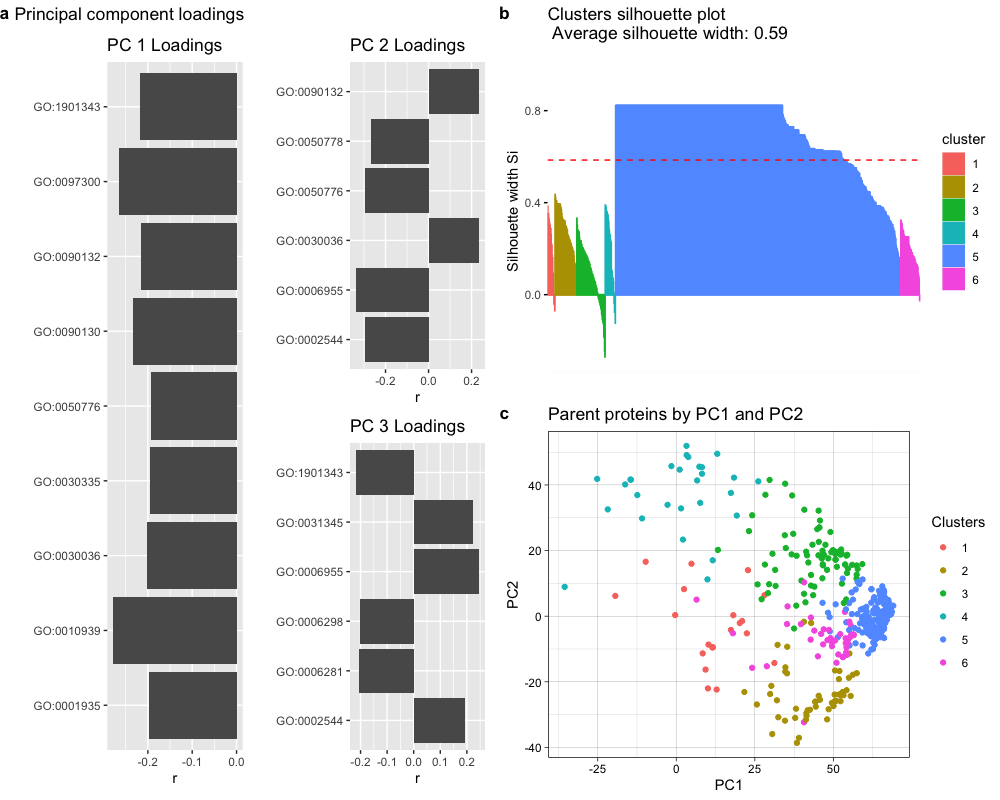 a Principal component loadings
PC 1 Loadings
GO:1901343
GO:0097300
GO:0090132
GO:0090130
GO:0050776
GO:0030335
GO:0030036
GO:0010939
GO:0001935
-0.2 -0.1 0.0
r
PC 2 Loadings
GO:0090132
GO:0050778
GO:0050776
GO:0030036
GO:0006955
GO:0002544
-0.2 0.0 0.2
r
PC 3 Loadings
GO:1901343
GO:0031345
GO:0006955
GO:0006298
GO:0006281
GO:0002544
-0.2 -0.1 0.0 0.1 0.2
r
b Clusters silhouette plot
Average silhouette width: 0.59
Silhouette width Si
0.8
0.4
0.0
cluster
1
2
3
4
5
6
c Parent proteins by PC1 and PC2
PC2
40
20
0
-20
-40
-25 0 25 50
PC1
Clusters
1
2
3
4
5
6